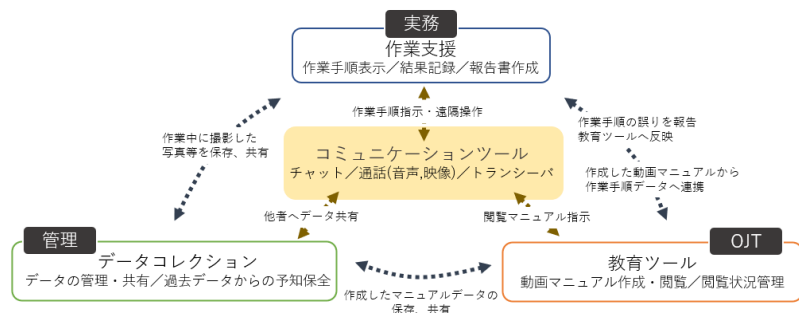 実務
作業支援
作業手順表示／結果記録／報告書作成
作業手順指示・遠隔操作
作業手順の誤りを報告
教育ツールへ反映
作業中に撮影した
写真等を保存、共有
コミュニケーションツール
チャット／通話(音声,映像)／トランシーバ
作成した動画マニュアルから
作業手順データへ連携
他者へデータ共有
閲覧マニュアル指示
管理
データコレクション
データの管理・共有／過去データからの予知保全
OJT
教育ツール
動画マニュアル作成・閲覧／閲覧状況管理
作成したマニュアルデータの
保存、共有